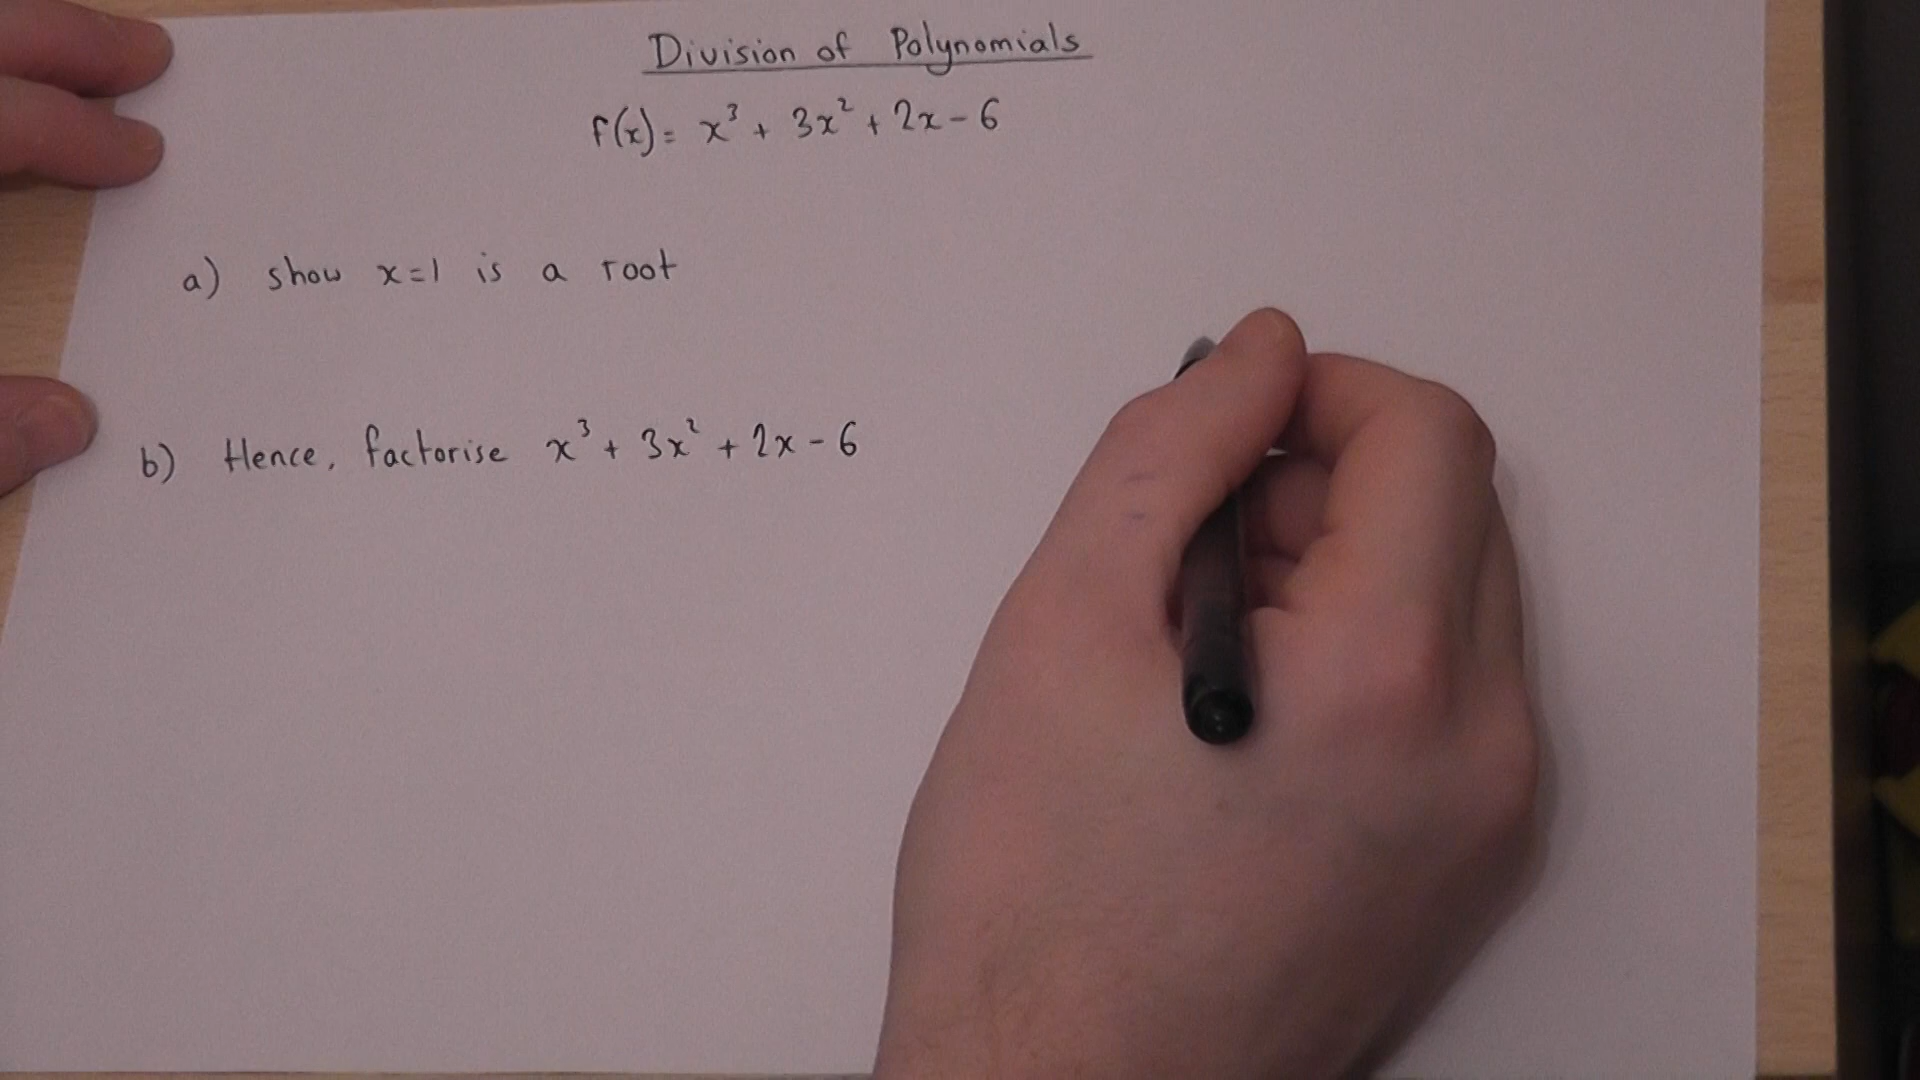 Division of Polynomials
f(x) = x³ + 3x² + 2x - 6
a) show x=1 is a root
b) Hence, factorise x³ + 3x² + 2x - 6